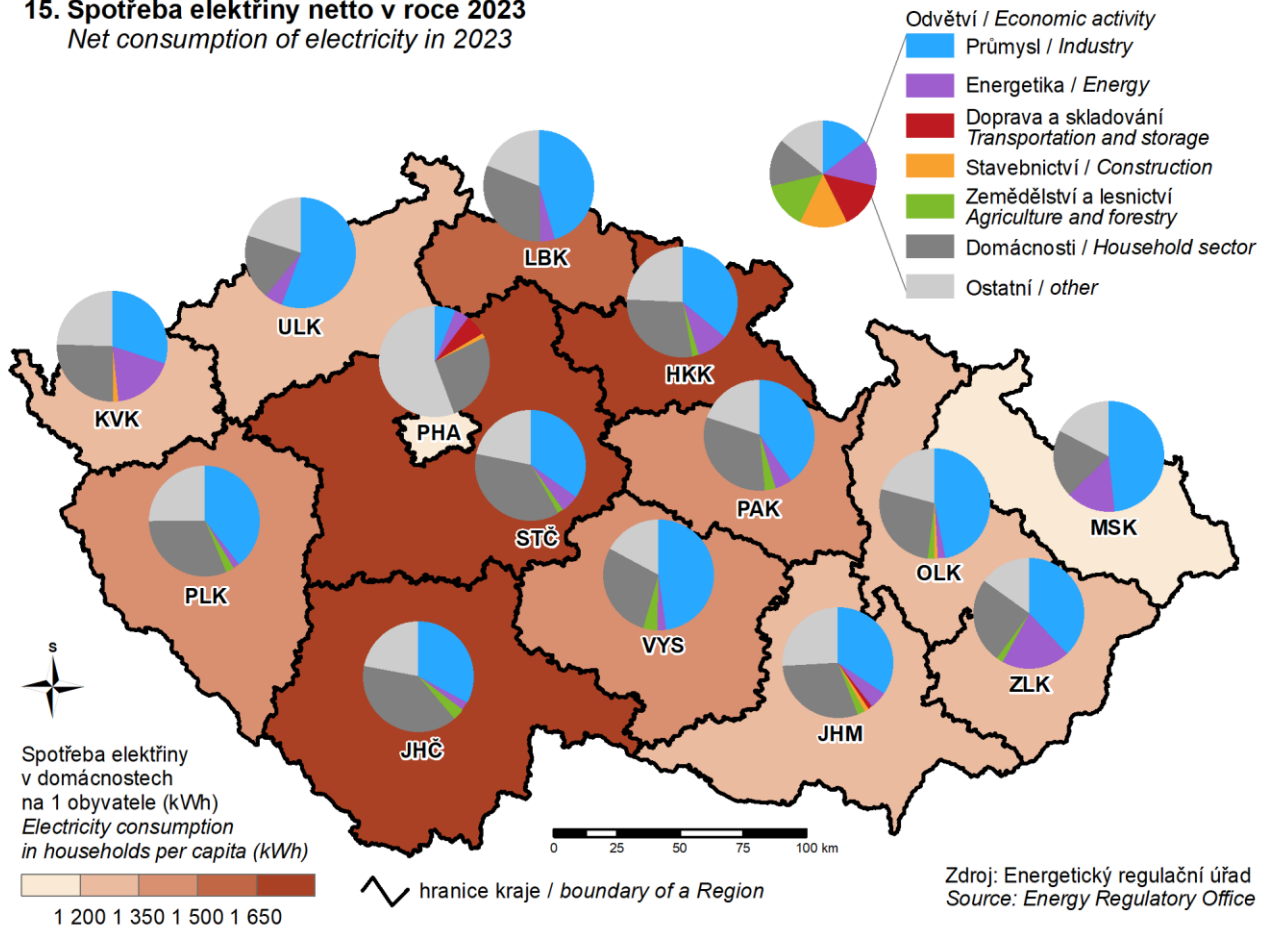 15. Spotřeba elektřiny netto v roce 2023
Net consumption of electricity in 2023
Odvětví / Economic activity
Průmysl / Industry
Energetika / Energy
Doprava a skladování
Transportation and storage
Stavebnictví / Construction
Zemědělství a lesnictví
Agriculture and forestry
Domácnosti / Household sector
Ostatní / other
LBK
ULK
HKK
KVK
PHA
PAK
MSK
STČ
OLK
PLK
VYS
ZLK
JHM
JHČ
S
Spotřeba elektřiny
v domácnostech
na 1 obyvatele (kWh)
Electricity consumption
in households per capita (kWh)
1 200 1 350 1 500 1 650
hranice kraje / boundary of a Region
0 25 50 75 100 km
Zdroj: Energetický regulační úřad
Source: Energy Regulatory Office